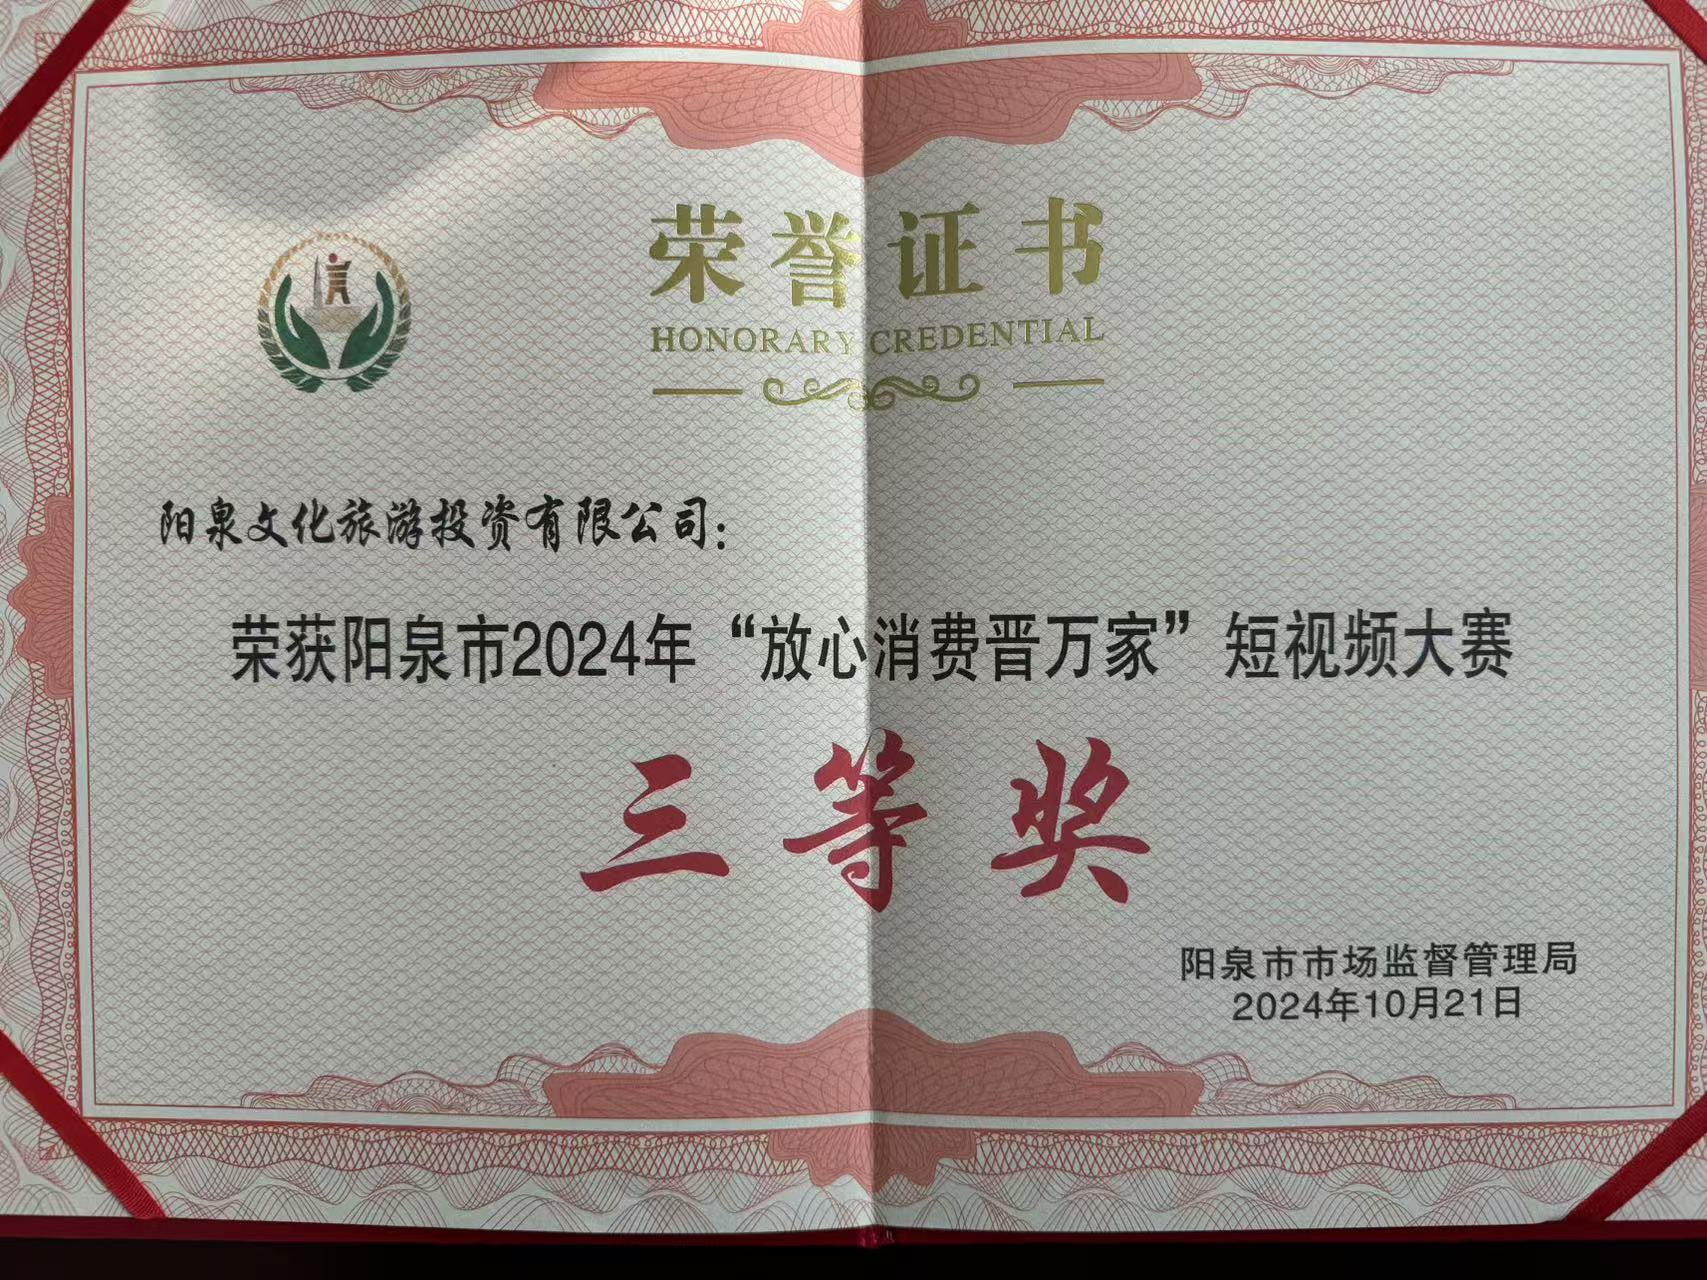 荣誉证书
HONORARY CREDENTIAL
阳泉文化旅游投资有限公司：
荣获阳泉市2024年“放心消费晋万家”短视频大赛
三等奖
阳泉市市场监督管理局
2024年10月21日